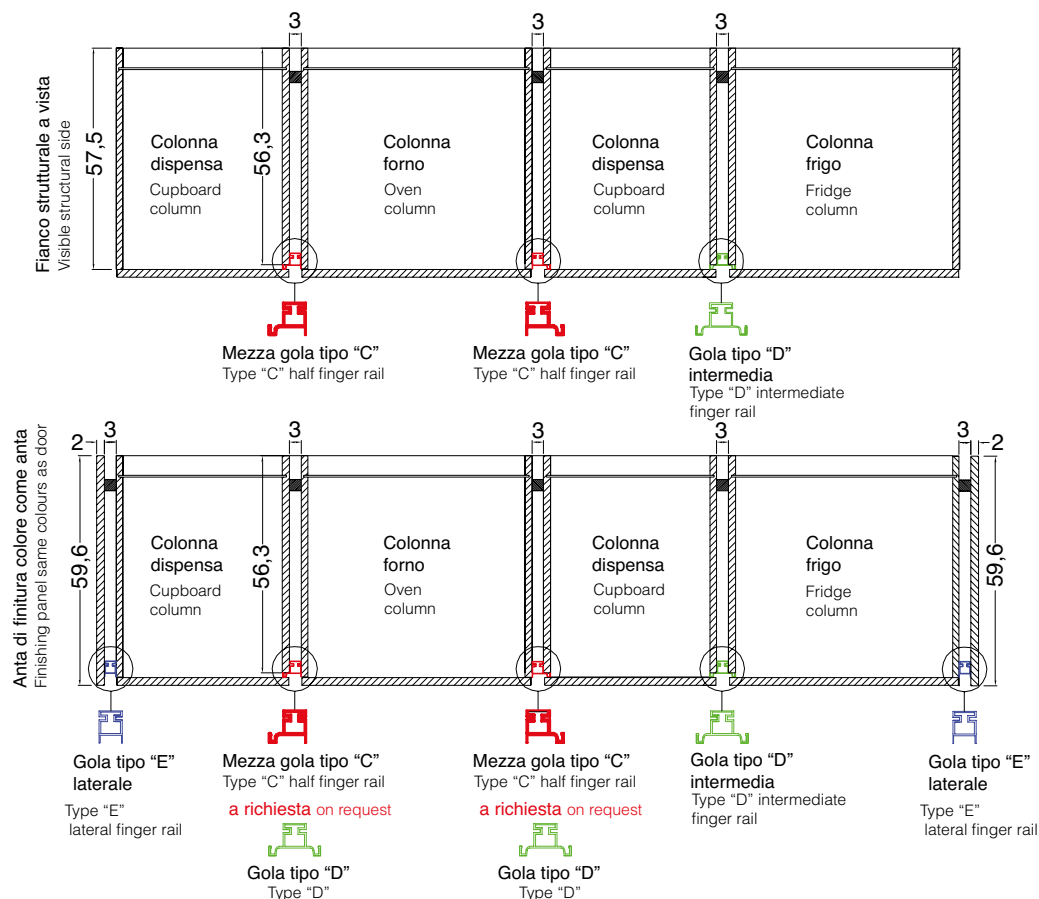 3
3
3
Fianco strutturale a vista
Visible structural side
57,5
56,3
Colonna
dispensa
Cupboard
column
Colonna
forno
Oven
column
Colonna
dispensa
Cupboard
column
Colonna
frigo
Fridge
column
Mezza gola tipo “C”
Type “C” half finger rail
Mezza gola tipo “C”
Type “C” half finger rail
Gola tipo “D”
intermedia
Type “D” intermediate
finger rail
2
3
3
3
3
3
2
Anta di finitura colore come anta
Finishing panel same colours as door
59,6
56,3
59,6
Colonna
dispensa
Cupboard
column
Colonna
forno
Oven
column
Colonna
dispensa
Cupboard
column
Colonna
frigo
Fridge
column
Gola tipo “E”
laterale
Type “E”
lateral finger rail
Mezza gola tipo “C”
Type “C” half finger rail
a richiesta on request
Gola tipo “D”
Type “D”
Mezza gola tipo “C”
Type “C” half finger rail
a richiesta on request
Gola tipo “D”
Type “D”
Gola tipo “D”
intermedia
Type “D” intermediate
finger rail
Gola tipo “E”
laterale
Type “E”
lateral finger rail